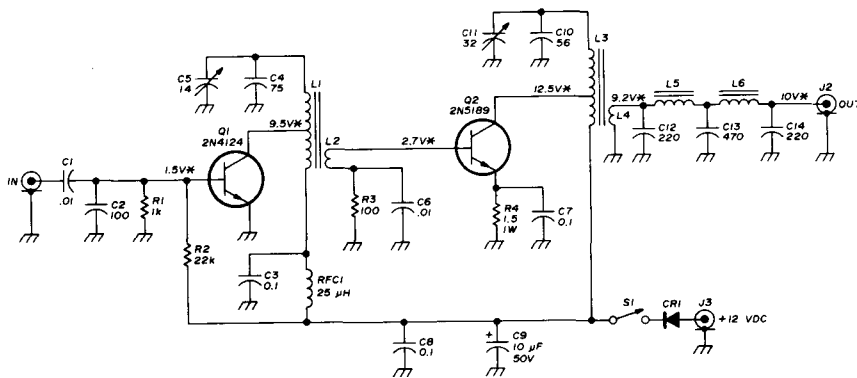 C11
32
C10
56
L3
C5
14
C4
75
L1
Q1
2N4124
9.5V*
L2
2.7V*
Q2
2N5189
12.5V*
9.2V*
L4
L5
L6
10V*
J2
OUT
C12
220
C13
470
C14
220
IN
C1
.01
1.5V*
C2
100
R1
1k
R2
22k
R3
100
C6
.01
R4
1.5
1W
C7
0.1
C3
0.1
RFC1
25 µH
C8
0.1
+
C9
10 µF
50V
S1
CR1
J3
+12 VDC